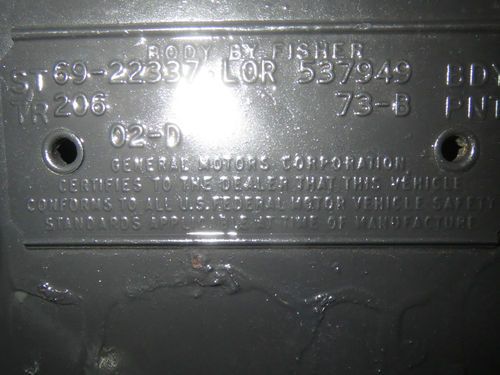 BODY BY FISHER
ST 69-22337 LOR 537949 BDY
TR 206 73-B PNT
02-D
GENERAL MOTORS CORPORATION
CERTIFIES TO THE DEALER THAT THIS VEHICLE
CONFORMS TO ALL U.S. FEDERAL MOTOR VEHICLE SAFETY
STANDARDS APPLICABLE AT TIME OF MANUFACTURE